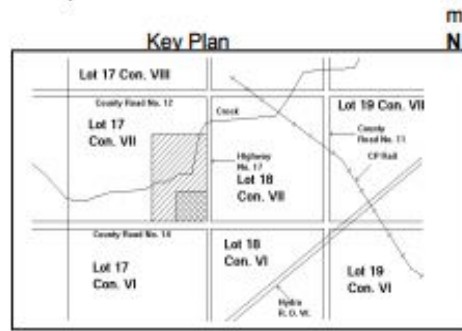 m
Key Plan
N
Lot 17 Con. VIII
County Road No. 12
Lot 19 Con. VII
Creek
Lot 17
Con. VII
County
Road No. 11
CP Rail
Highway
No. 17
Lot 18
Con. VII
County Road No. 14
Lot 17
Con. VI
Lot 18
Con. VI
Lot 19
Con. VI
Hydro
R. O. W.